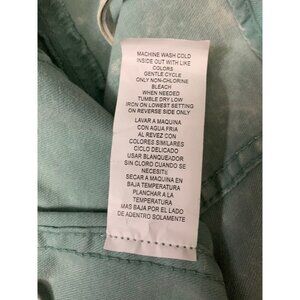 MACHINE WASH COLD
INSIDE OUT WITH LIKE
COLORS
GENTLE CYCLE
ONLY NON-CHLORINE
BLEACH
WHEN NEEDED
TUMBLE DRY LOW
IRON ON LOWEST SETTING
ON REVERSE SIDE ONLY
LAVAR A MAQUINA
CON AGUA FRIA
AL REVEZ CON
COLORES SIMILARES
CICLO DELICADO
USAR BLANQUEADOR
SIN CLORO CUANDO SE
NECESITE
SECAR A MAQUINA EN
BAJA TEMPERATURA
PLANCHAR A LA
TEMPERATURA
MAS BAJA POR EL LADO
DE ADENTRO SOLAMENTE